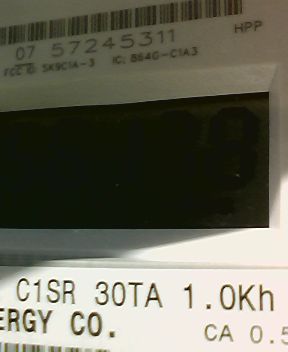 07 57245311 HPP
FCC ID: SK9C1A-3 IC: 864G-C1A3
C1SR 30TA 1.0Kh
ERGY CO. CA 0.5